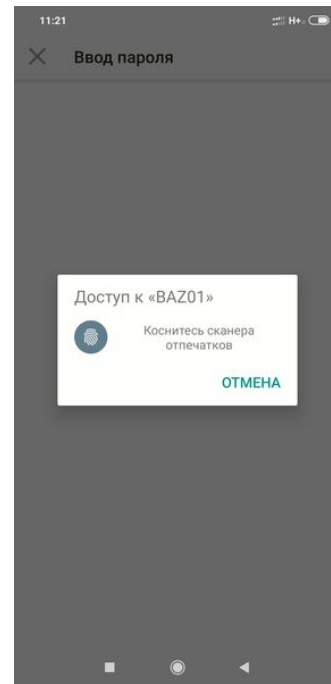 11:21
H+
Ввод пароля
Доступ к «BAZ01»
Коснитесь сканера
отпечатков
ОТМЕНА